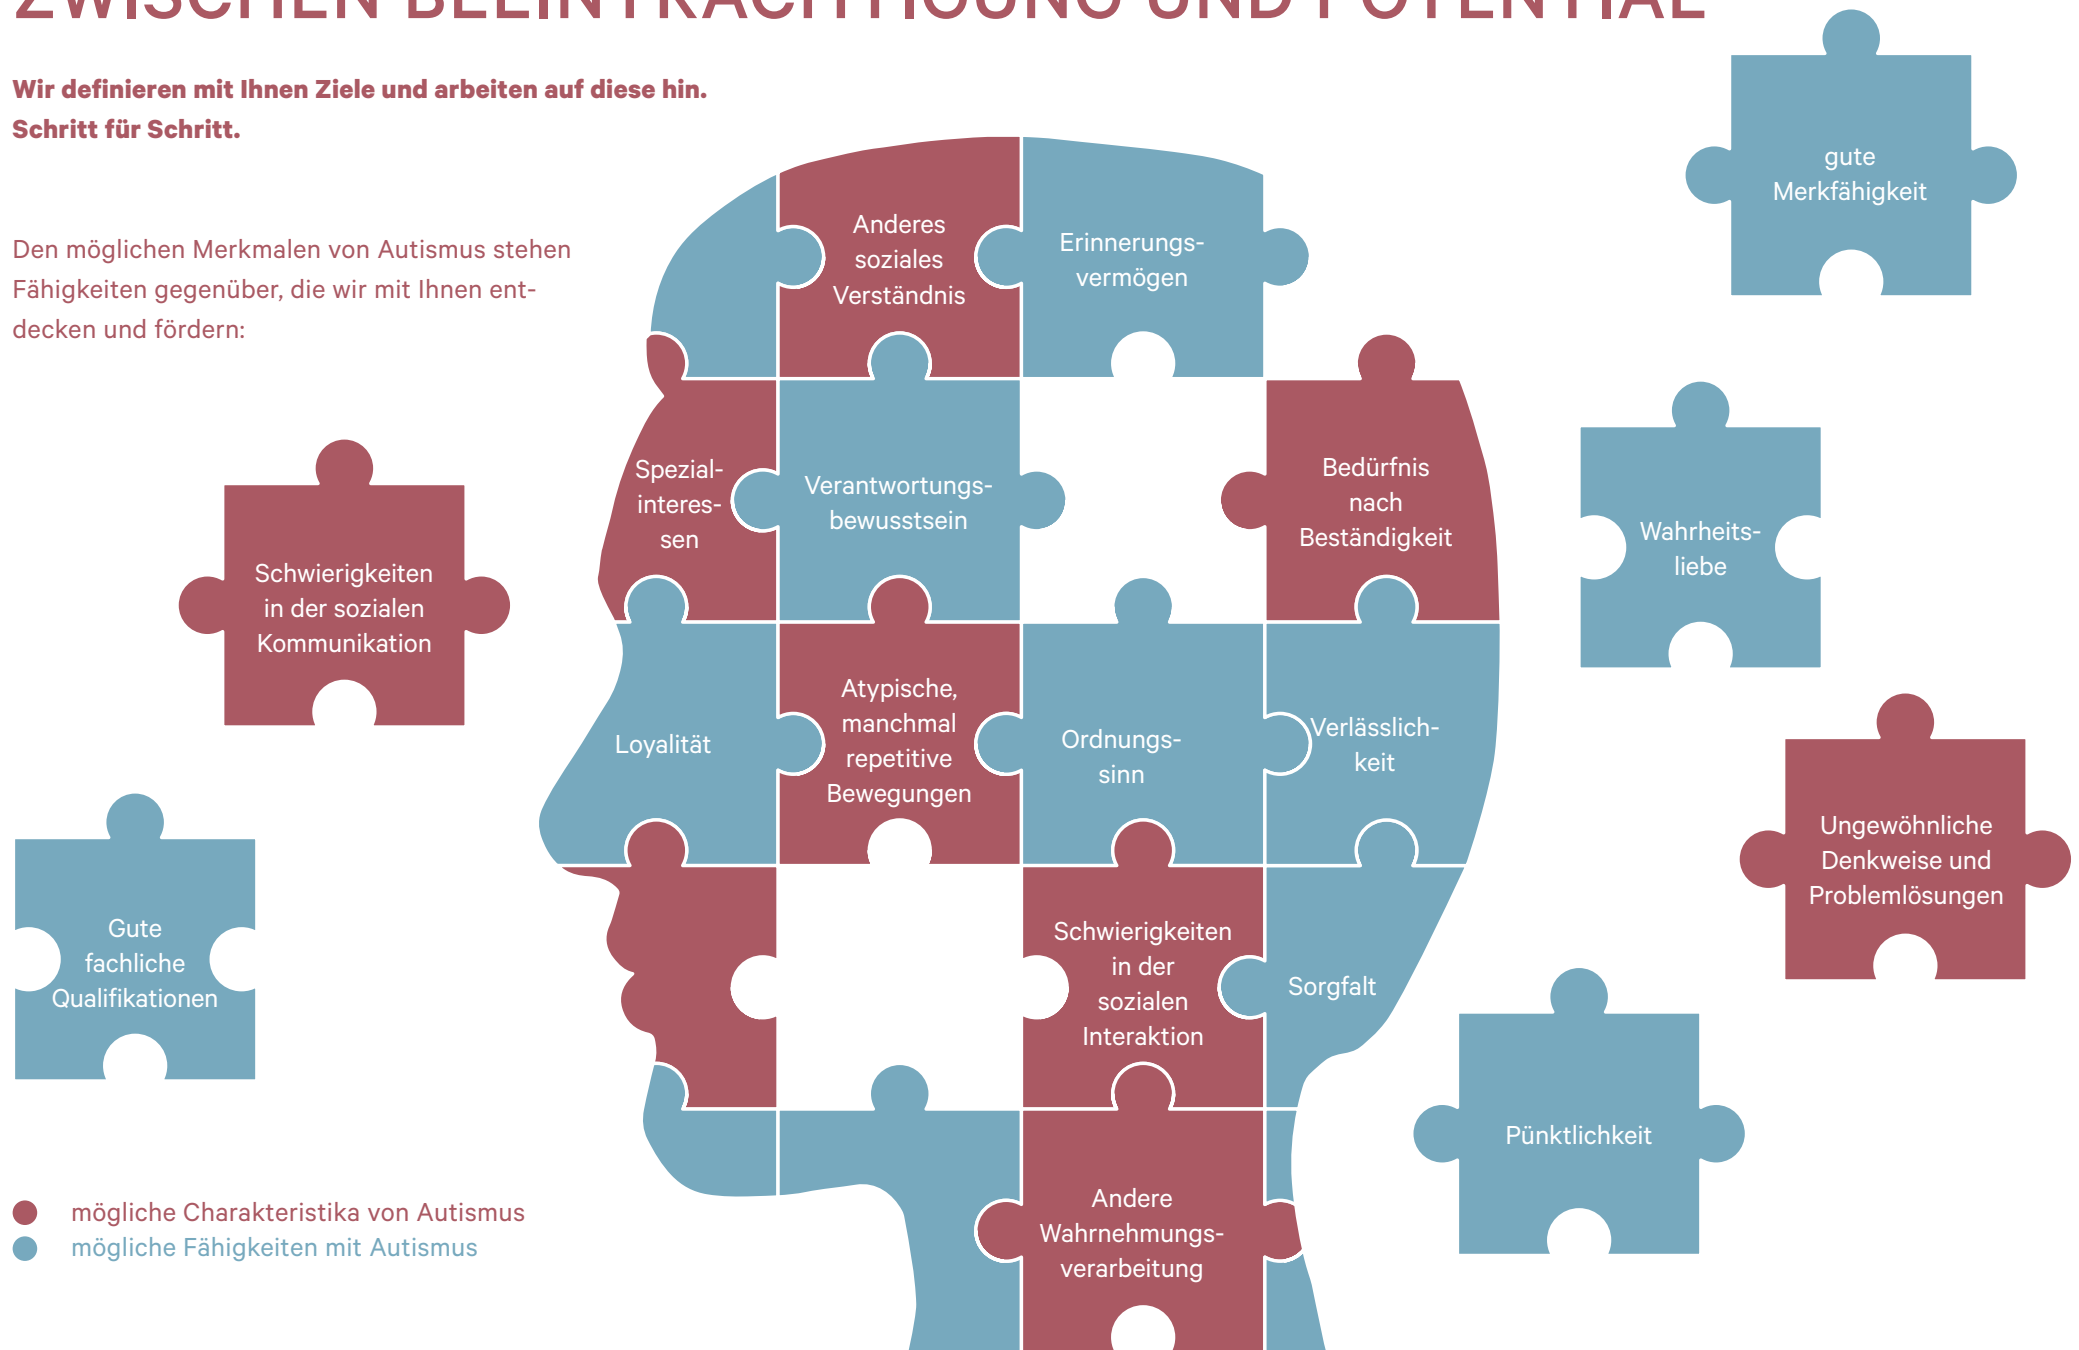 ZWISCHEN BEEINTRÄCHTIGUNG UND POTENTIAL
Wir definieren mit Ihnen Ziele und arbeiten auf diese hin.
Schritt für Schritt.
Den möglichen Merkmalen von Autismus stehen
Fähigkeiten gegenüber, die wir mit Ihnen ent-
decken und fördern:
gute
Merkfähigkeit
Anderes
soziales
Verständnis
Erinnerungs-
vermögen
Spezial-
interes-
sen
Verantwortungs-
bewusstsein
Bedürfnis
nach
Beständigkeit
Wahrheits-
liebe
Schwierigkeiten
in der sozialen
Kommunikation
Loyalität
Atypische,
manchmal
repetitive
Bewegungen
Ordnungs-
sinn
Verlässlich-
keit
Ungewöhnliche
Denkweise und
Problemlösungen
Gute
fachliche
Qualifikationen
Schwierigkeiten
in der
sozialen
Interaktion
Sorgfalt
Pünktlichkeit
Andere
Wahrnehmungs-
verarbeitung
mögliche Charakteristika von Autismus
mögliche Fähigkeiten mit Autismus